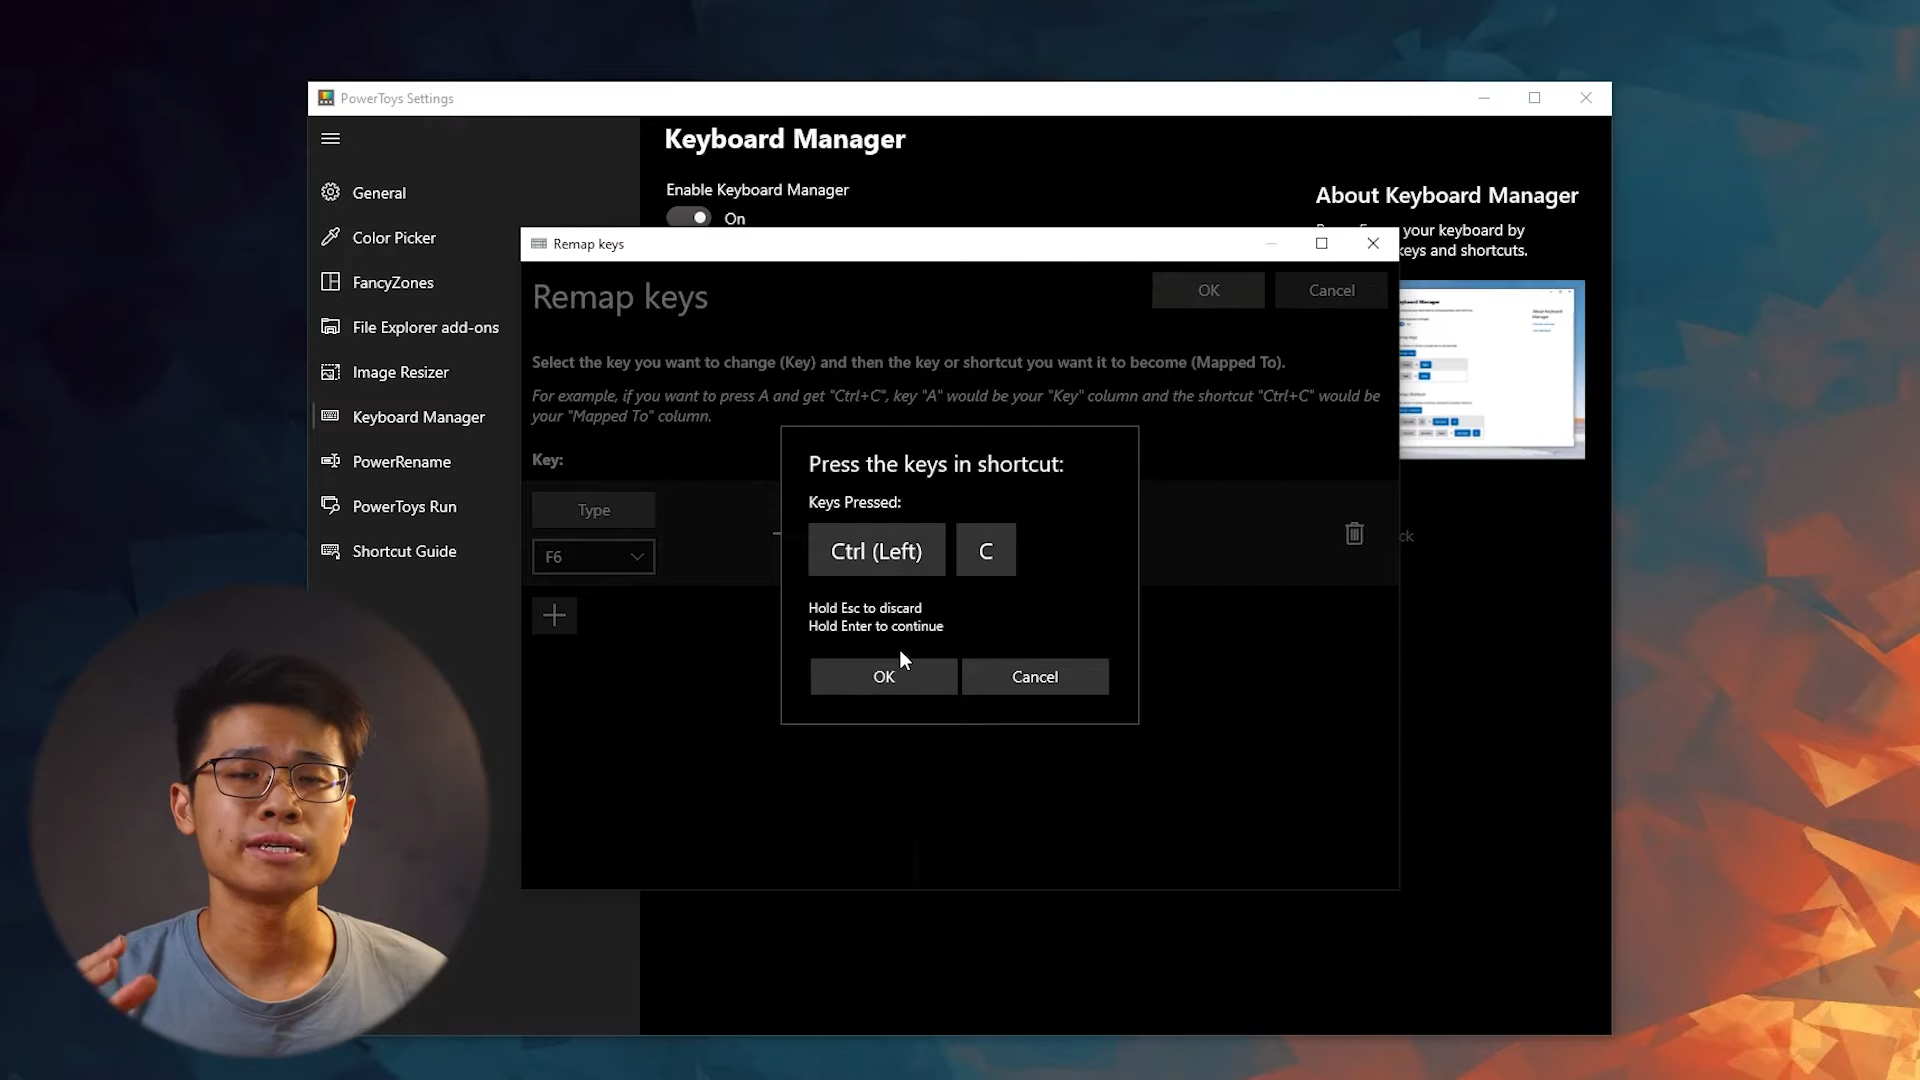 PowerToys Settings
Keyboard Manager
Enable Keyboard Manager
On
General
Color Picker
FancyZones
File Explorer add-ons
Image Resizer
Keyboard Manager
PowerRename
PowerToys Run
Shortcut Guide
About Keyboard Manager
your keyboard by
keys and shortcuts.
Remap keys
Remap keys
OK
Cancel
Select the key you want to change (Key) and then the key or shortcut you want it to become (Mapped To).
For example, if you want to press A and get "Ctrl+C", key "A" would be your "Key" column and the shortcut "Ctrl+C" would be
your "Mapped To" column.
Key:
Type
F6
Press the keys in shortcut:
Keys Pressed:
Ctrl (Left)
C
Hold Esc to discard
Hold Enter to continue
OK
Cancel
ck